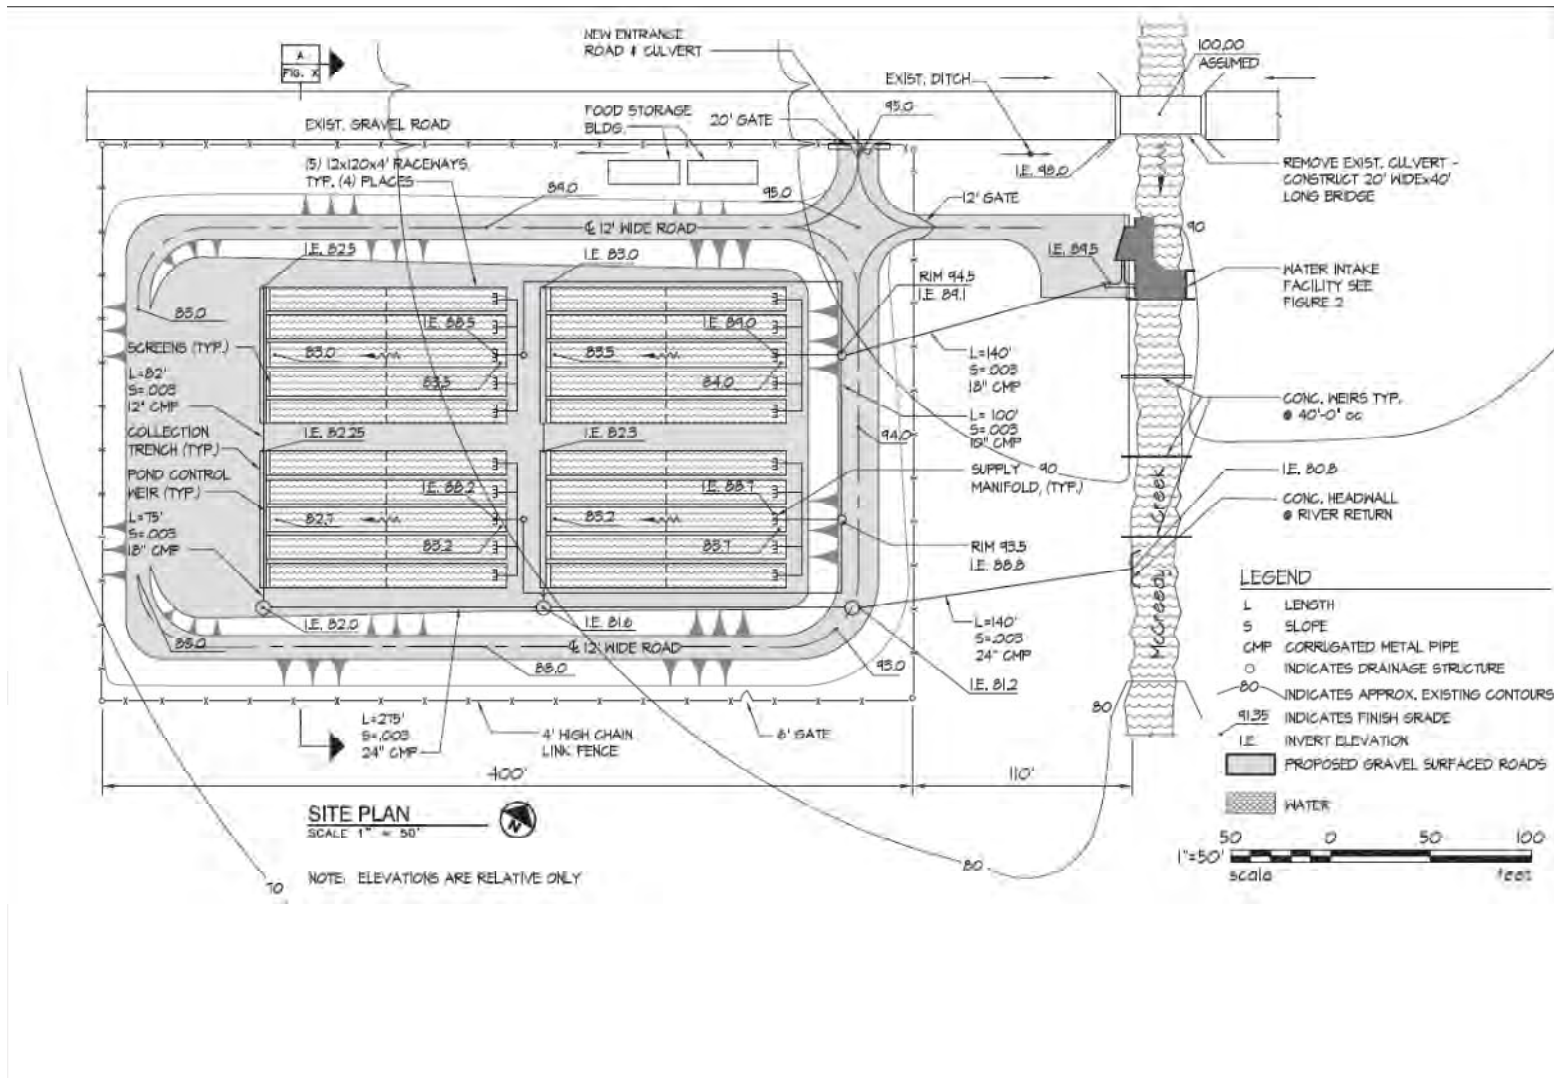 NEW ENTRANCE
ROAD & CULVERT
A
FIG. X
100.00
ASSUMED
EXIST. DITCH
95.0
EXIST. GRAVEL ROAD
FOOD STORAGE
BLDG.
20' GATE
(5) 12x120x4' RACEWAYS.
TYP. (4) PLACES
I.E. 93.0
REMOVE EXIST. CULVERT -
CONSTRUCT 20' WIDEx40'
LONG BRIDGE
89.0
95.0
12' GATE
℄ 12' WIDE ROAD
90
I.E. 82.5
I.E. 83.0
I.E. 89.5
RIM 94.5
I.E. 89.1
WATER INTAKE
FACILITY SEE
FIGURE 2
85.0
I.E. 88.5
I.E. 89.0
SCREENS (TYP.)
83.0
83.5
83.5
84.0
L=82'
S=.003
12" CMP
L=140'
S=.003
18" CMP
CONC. WEIRS TYP.
@ 40'-0" oc
COLLECTION
TRENCH (TYP.)
I.E. 82.25
I.E. 82.3
L= 100'
S=.003
CMP
94.0
POND CONTROL
WEIR (TYP.)
I.E. 88.2
I.E. 88.7
SUPPLY
MANIFOLD, (TYP.)
90
I.E. 80.8
L=75'
S=.003
18" CMP
82.7
83.2
83.2
83.7
CONC. HEADWALL
@ RIVER RETURN
McCreedy Creek
RIM 93.5
I.E. 88.8
I.E. 82.0
I.E. 81.6
85.0
℄ 12' WIDE ROAD
88.0
93.0
L=140'
S=.003
24" CMP
I.E. 81.2
80
L=275'
S=.003
24" CMP
4' HIGH CHAIN
LINK FENCE
8' GATE
400'
110'
LEGEND
L LENGTH
S SLOPE
CMP CORRUGATED METAL PIPE
INDICATES DRAINAGE STRUCTURE
80 INDICATES APPROX. EXISTING CONTOURS
91.35 INDICATES FINISH GRADE
I.E. INVERT ELEVATION
PROPOSED GRAVEL SURFACED ROADS
WATER
SITE PLAN
SCALE 1" = 50'
N
70
NOTE: ELEVATIONS ARE RELATIVE ONLY
80
50 0 50 100
1"=50'
scale feet